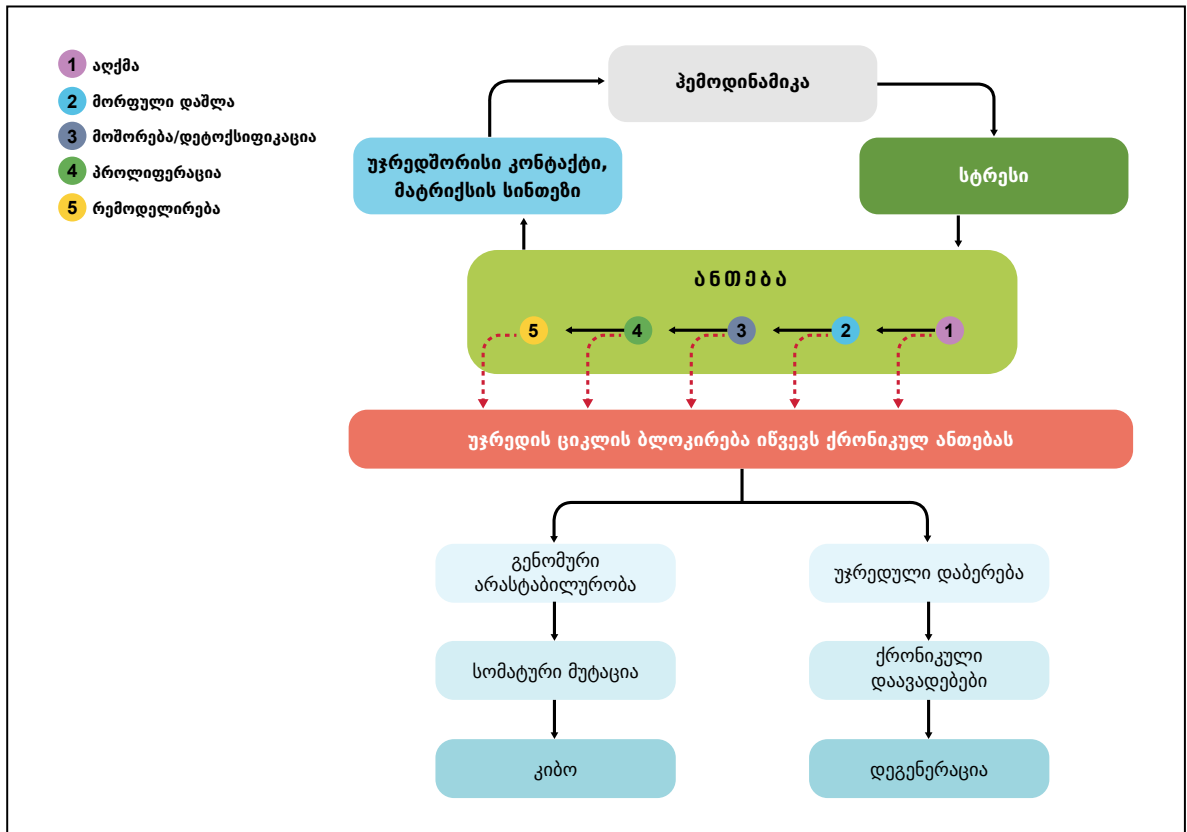 1 აღქმა
2 მორფული დაშლა
3 მოშორება/დეტოქსიფიკაცია
4 პროლიფერაცია
5 რემოდელირება
ჰემოდინამიკა
უჯრედშორისი კონტაქტი,
მატრიქსის სინთეზი
სტრესი
ანთება
5 4 3 2 1
უჯრედის ციკლის ბლოკირება იწვევს ქრონიკულ ანთებას
გენომური
არასტაბილურობა
უჯრედული დაბერება
სომატური მუტაცია
ქრონიკული
დაავადებები
კიბო
დეგენერაცია